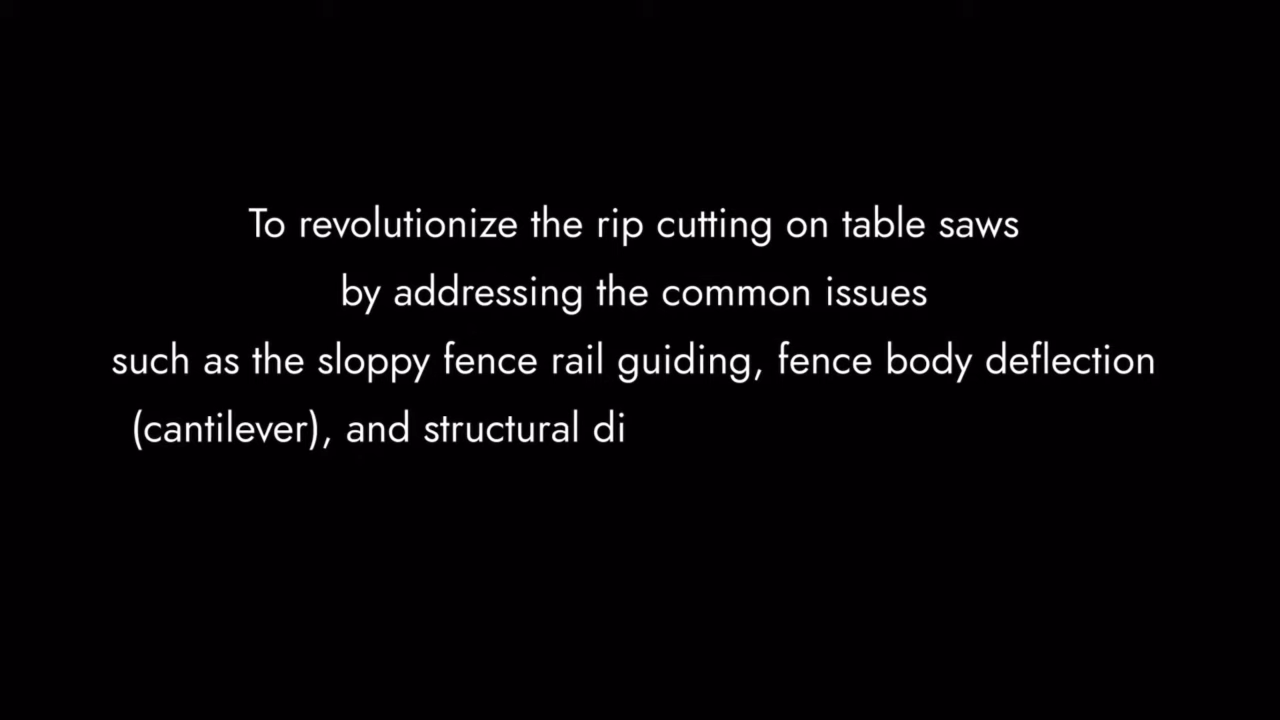 To revolutionize the rip cutting on table saws
by addressing the common issues
such as the sloppy fence rail guiding, fence body deflection
(cantilever), and structural di